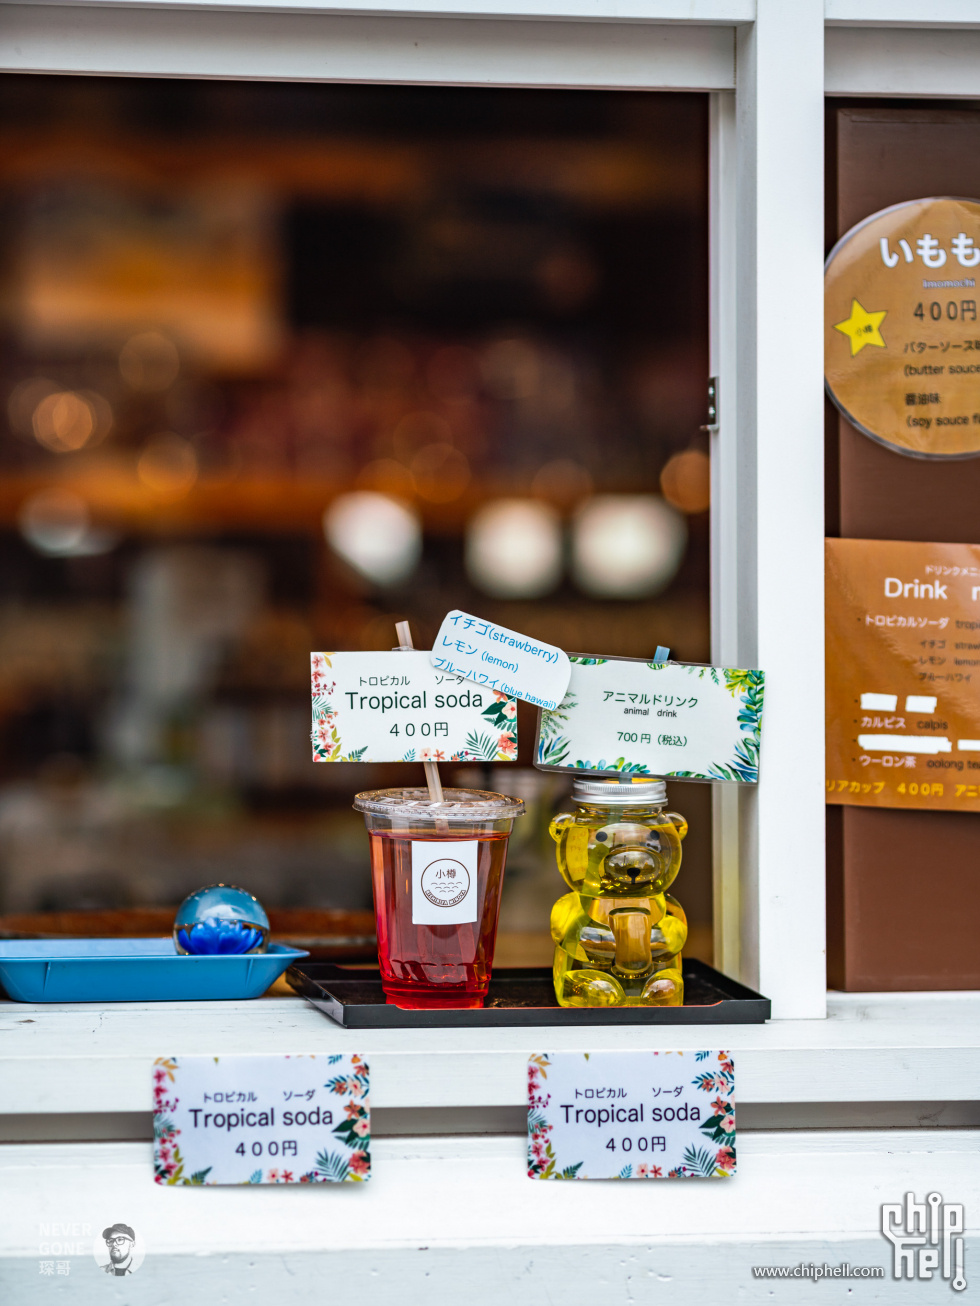 いもも
400円
小樽
バターソース味
(butter souce
醤油味
(soy souce
ドリンクメニ
Drink
トロピカルソーダ
イチゴ
レモン
ブルーハワイ
カルピス calpis
ウーロン茶 oolong tea
リアカップ 400円 アニ
イチゴ(strawberry)
レモン (lemon)
ブルーハワイ(blue hawaii)
トロピカル ソーダ
Tropical soda
400円
アニマルドリンク
animal drink
700円(税込)
小樽
トロピカル ソーダ
Tropical soda
400円
トロピカル ソーダ
Tropical soda
400円
NEVER
GONE
琛哥
chip
hell
www.chiphell.com